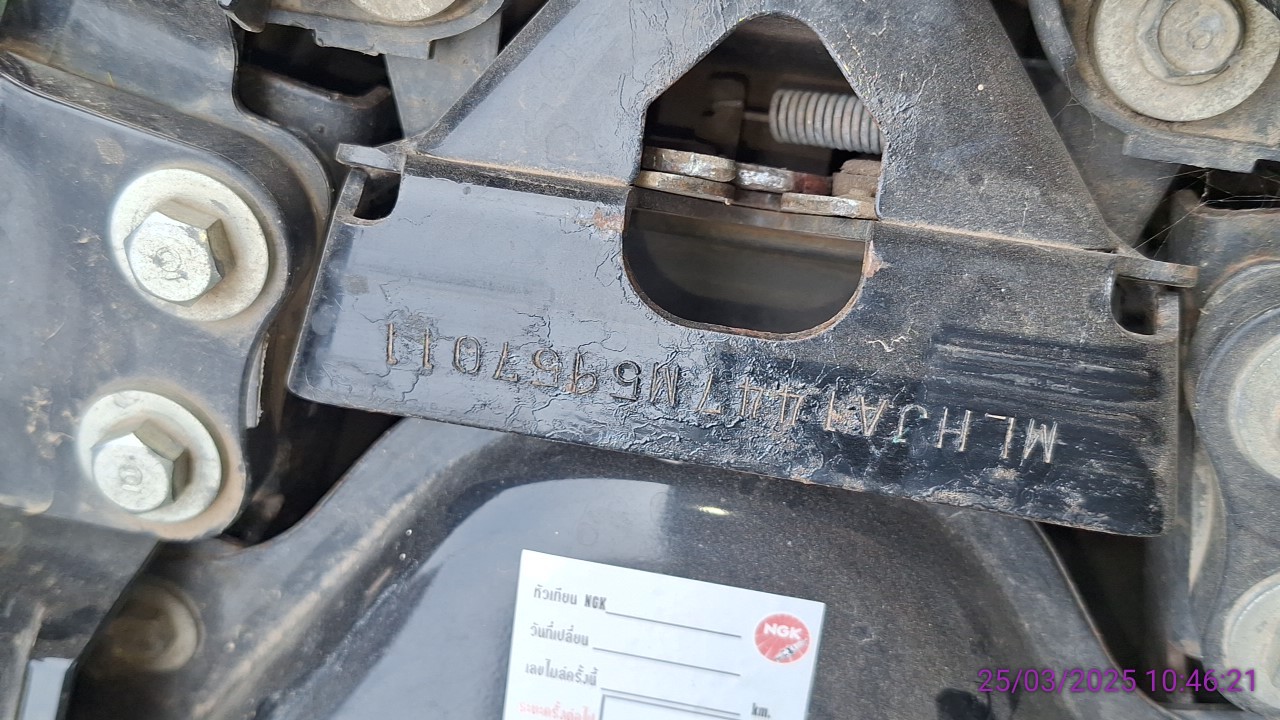 MLHJA1447M5957011
หัวเทียน NGK
วันที่เปลี่ยน
เลขไมล์ครั้งนี้ km.
NGK
25/03/2025 10:46:21